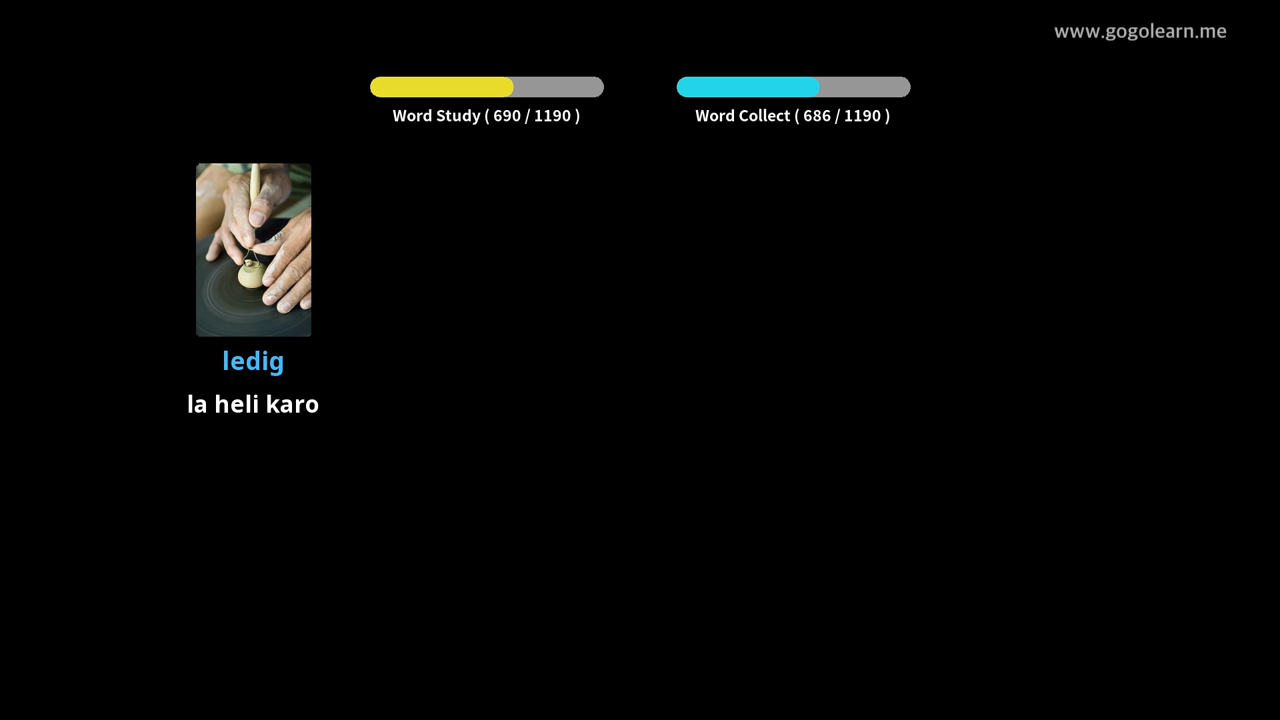 www.gogolearn.me
Word Study ( 690 / 1190 )
Word Collect ( 686 / 1190 )
ledig
la heli karo